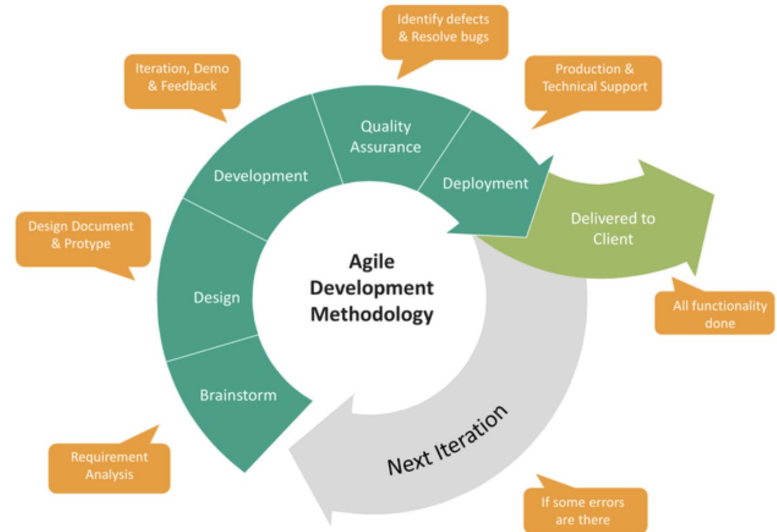 Identify defects
& Resolve bugs
Iteration, Demo
& Feedback
Production &
Technical Support
Quality
Assurance
Development
Deployment
Design Document
& Protype
Delivered to
Client
Agile
Development
Methodology
Design
All functionality
done
Brainstorm
Next Iteration
Requirement
Analysis
If some errors
are there